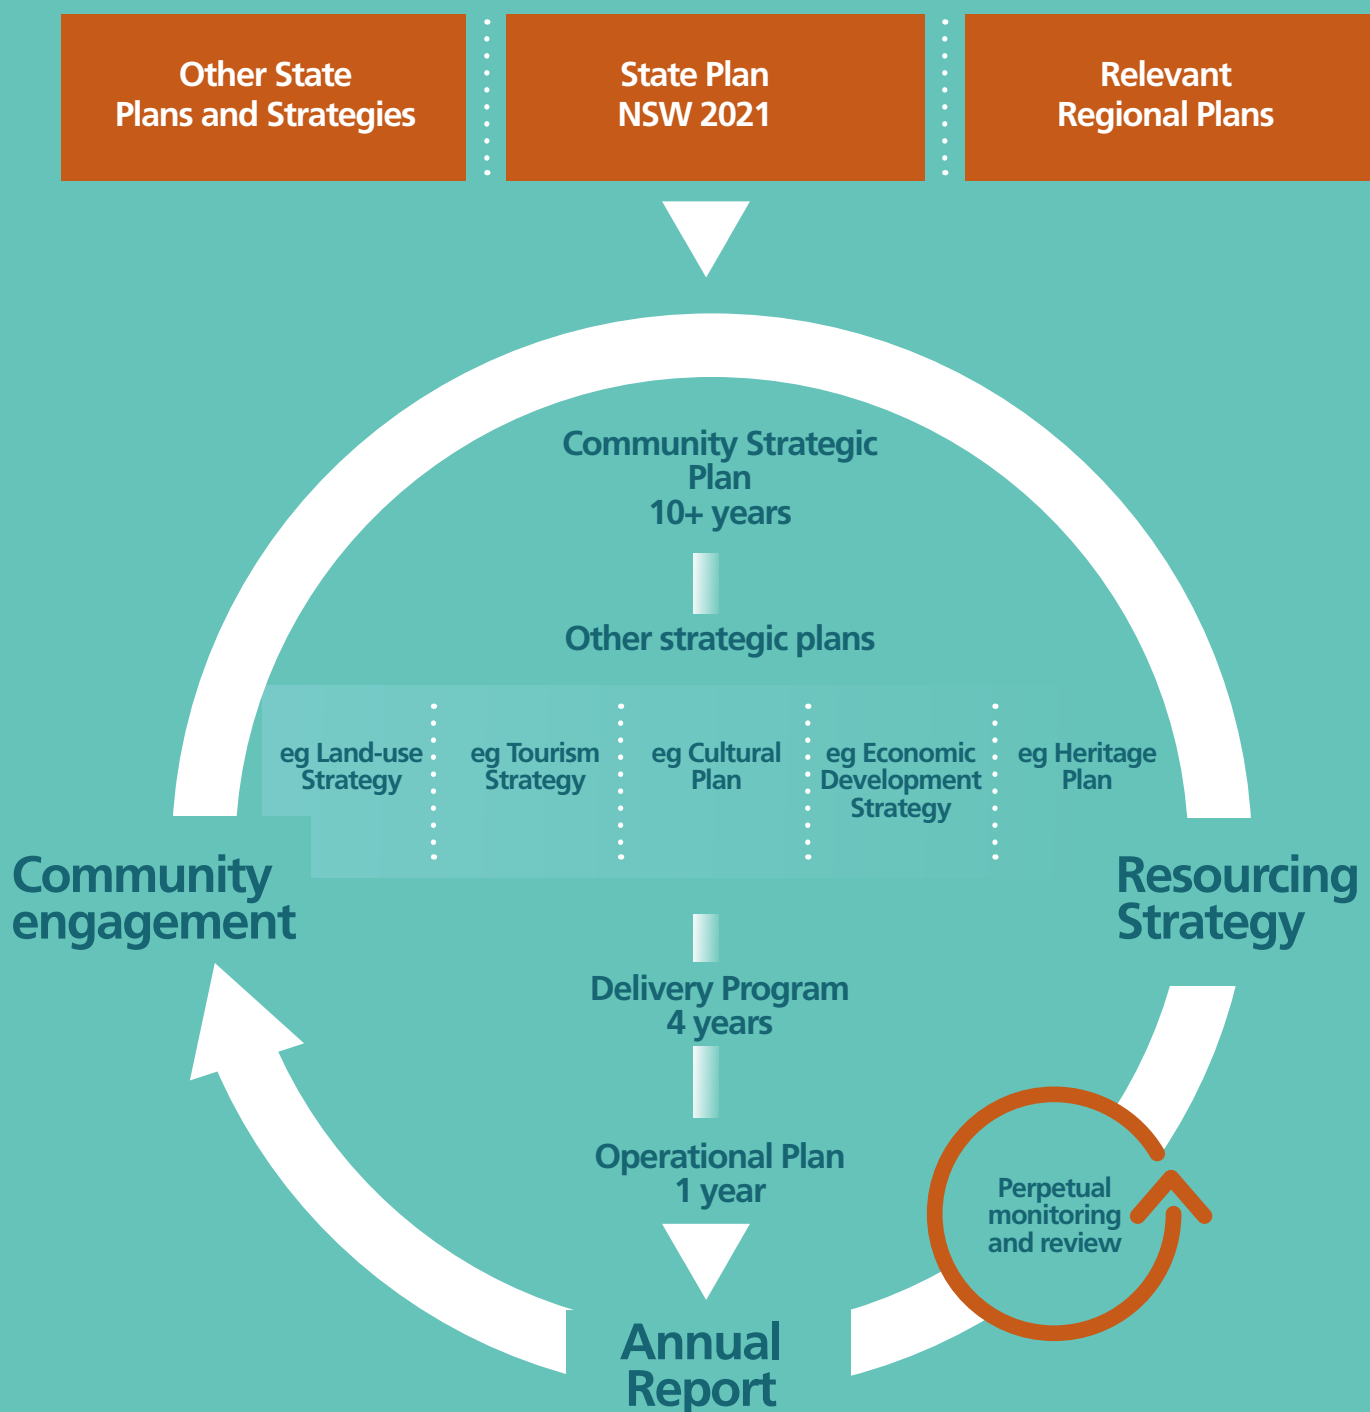 Other State
Plans and Strategies
State Plan
NSW 2021
Relevant
Regional Plans
Community Strategic
Plan
10+ years
Other strategic plans
eg Land-use
Strategy
eg Tourism
Strategy
eg Cultural
Plan
eg Economic
Development
Strategy
eg Heritage
Plan
Community
engagement
Resourcing
Strategy
Delivery Program
4 years
Operational Plan
1 year
Perpetual
monitoring
and review
Annual
Report